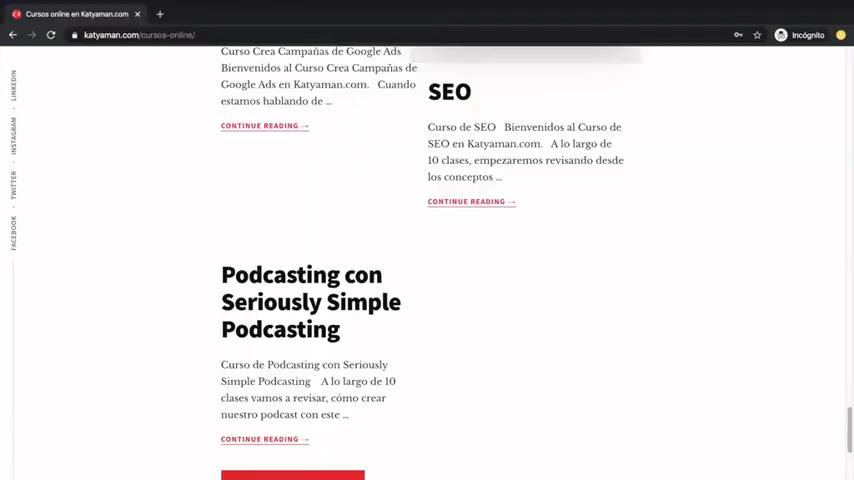 Cursos online en Katyaman.com
katyaman.com/cursos-online/
Incógnito
LINKEDIN
INSTAGRAM
TWITTER
FACEBOOK
Curso Crea Campañas de Google Ads
Bienvenidos al Curso Crea Campañas de
Google Ads en Katyaman.com. Cuando
estamos hablando de ...
CONTINUE READING →
SEO
Curso de SEO Bienvenidos al Curso de
SEO en Katyaman.com. A lo largo de
10 clases, empezaremos revisando desde
los conceptos ...
CONTINUE READING →
Podcasting con
Seriously Simple
Podcasting
Curso de Podcasting con Seriously
Simple Podcasting A lo largo de 10
clases vamos a revisar, cómo crear
nuestro podcast con este ...
CONTINUE READING →